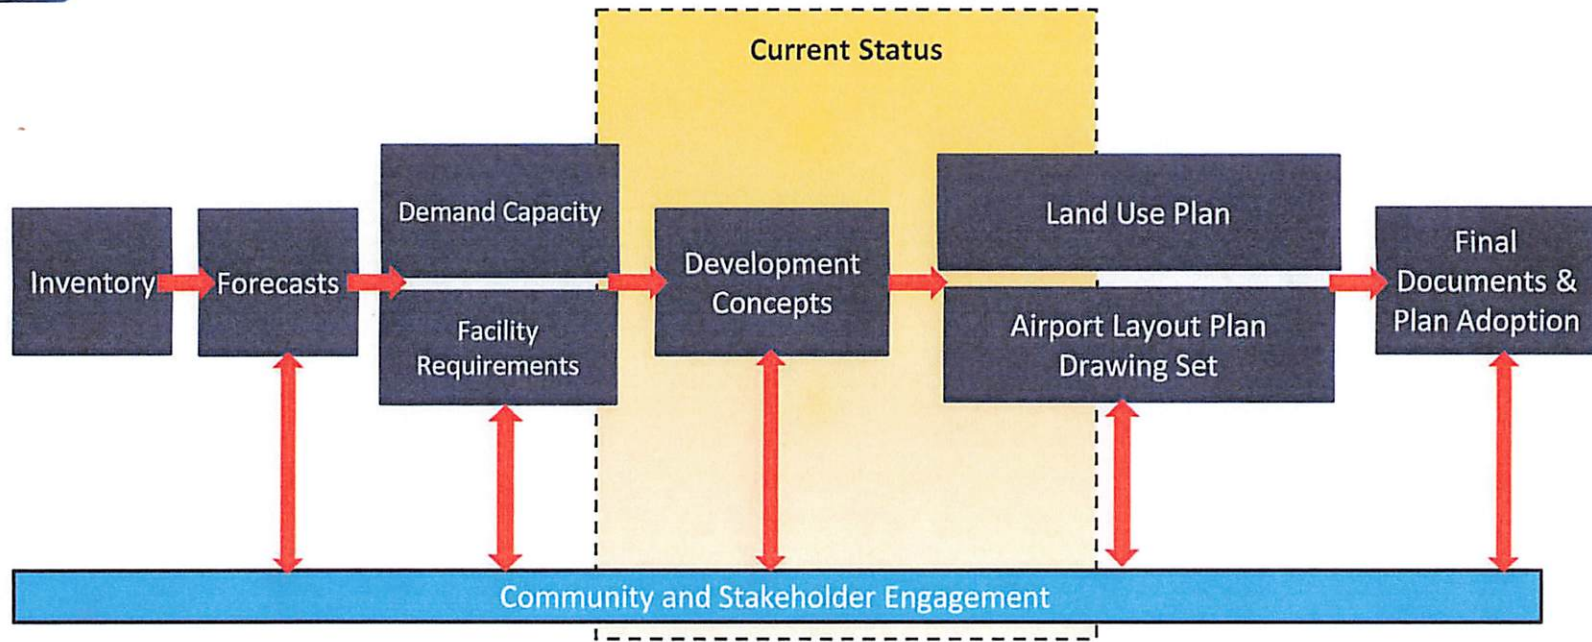 Current Status
Inventory
Forecasts
Demand Capacity
Facility
Requirements
Development
Concepts
Land Use Plan
Airport Layout Plan
Drawing Set
Final
Documents &
Plan Adoption
Community and Stakeholder Engagement